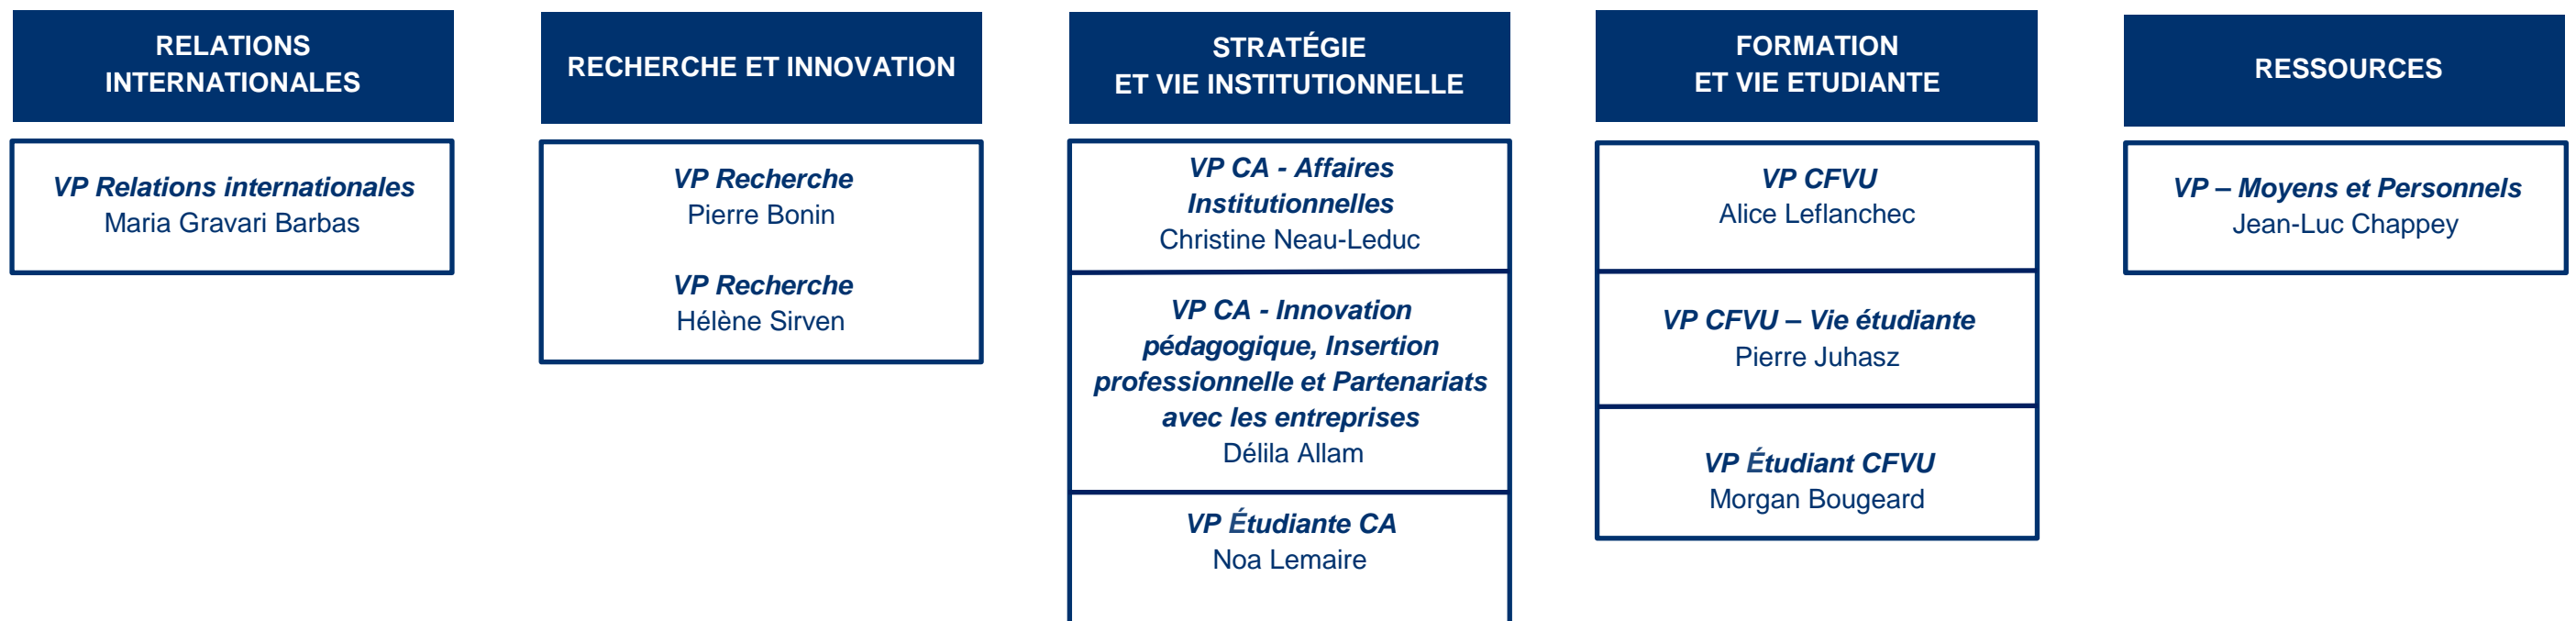 RELATIONS
INTERNATIONALES
VP Relations internationales
Maria Gravari Barbas
RECHERCHE ET INNOVATION
VP Recherche
Pierre Bonin
VP Recherche
Hélène Sirven
STRATÉGIE
ET VIE INSTITUTIONNELLE
VP CA - Affaires
Institutionnelles
Christine Neau-Leduc
VP CA - Innovation
pédagogique, Insertion
professionnelle et Partenariats
avec les entreprises
Délila Allam
VP Étudiante CA
Noa Lemaire
FORMATION
ET VIE ETUDIANTE
VP CFVU
Alice Leflanchec
VP CFVU – Vie étudiante
Pierre Juhasz
VP Étudiant CFVU
Morgan Bougeard
RESSOURCES
VP – Moyens et Personnels
Jean-Luc Chappey